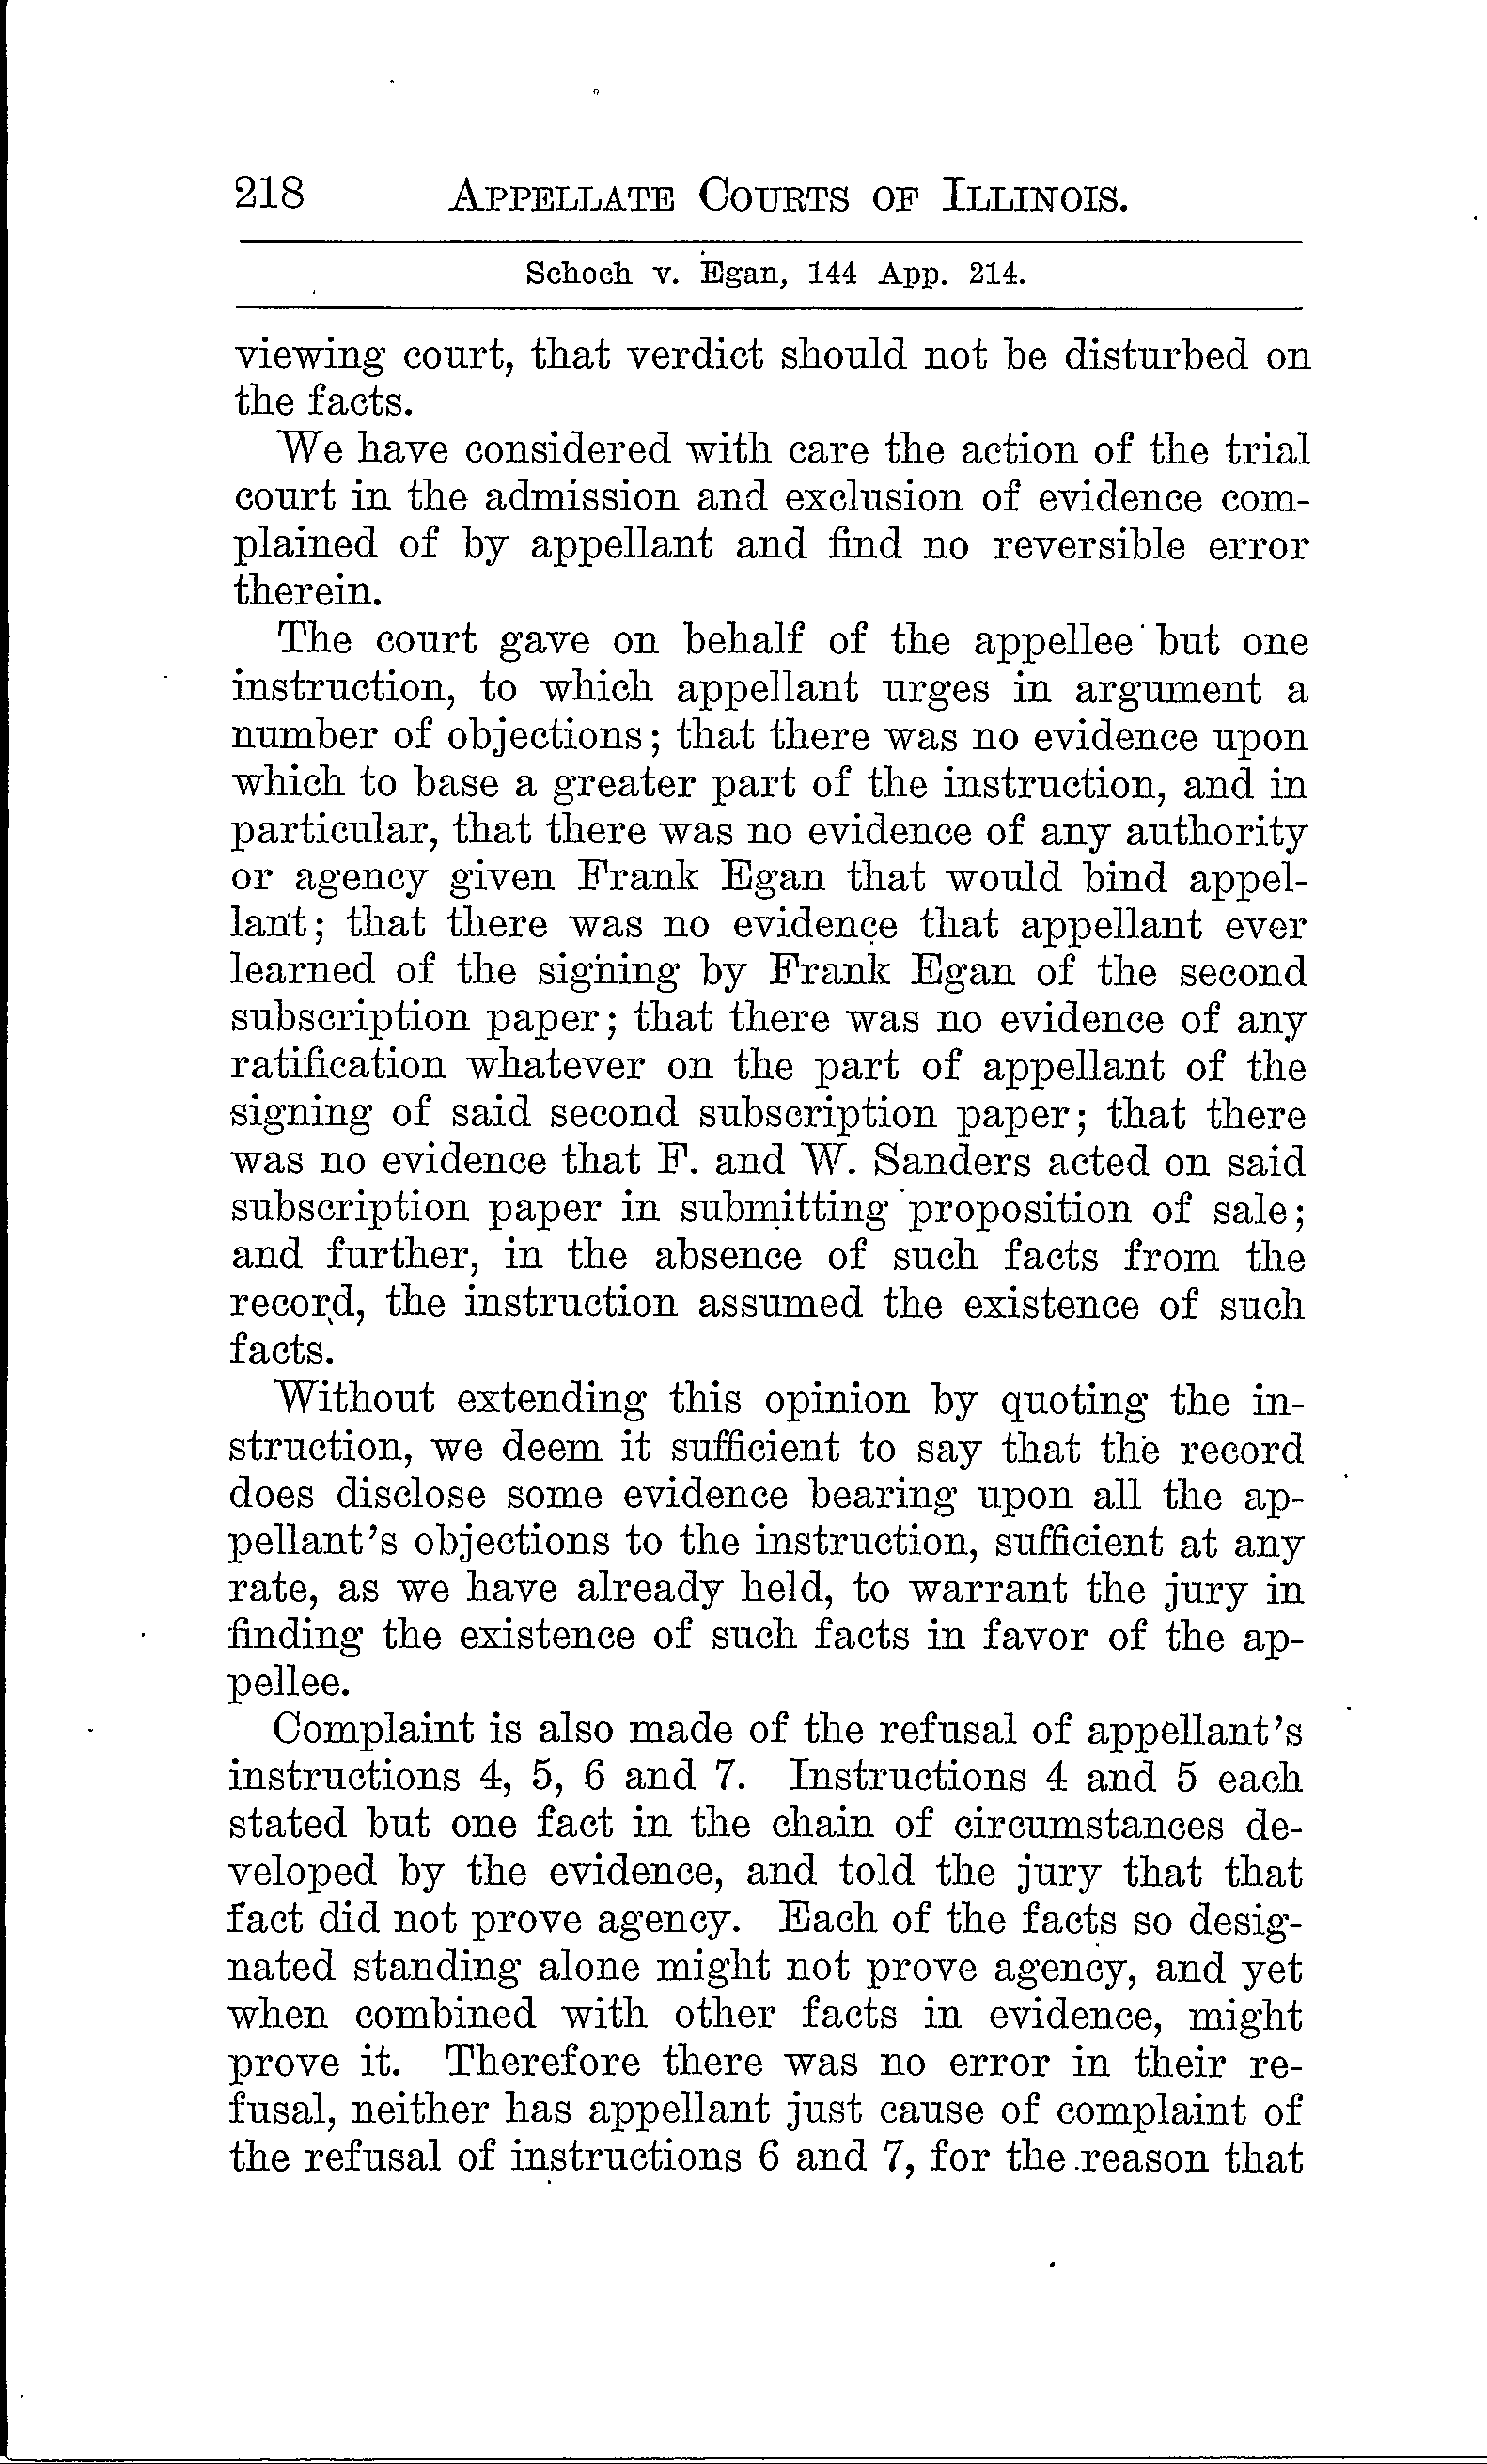 218 APPELLATE COURTS OF ILLINOIS.
Schoch v. Egan, 144 App. 214.
viewing court, that verdict should not be disturbed on
the facts.
We have considered with care the action of the trial
court in the admission and exclusion of evidence com-
plained of by appellant and find no reversible error
therein.
The court gave on behalf of the appellee but one
instruction, to which appellant urges in argument a
number of objections; that there was no evidence upon
which to base a greater part of the instruction, and in
particular, that there was no evidence of any authority
or agency given Frank Egan that would bind appel-
lant; that there was no evidence that appellant ever
learned of the signing by Frank Egan of the second
subscription paper; that there was no evidence of any
ratification whatever on the part of appellant of the
signing of said second subscription paper; that there
was no evidence that F. and W. Sanders acted on said
subscription paper in submitting proposition of sale;
and further, in the absence of such facts from the
record, the instruction assumed the existence of such
facts.
Without extending this opinion by quoting the in-
struction, we deem it sufficient to say that the record
does disclose some evidence bearing upon all the ap-
pellant's objections to the instruction, sufficient at any
rate, as we have already held, to warrant the jury in
finding the existence of such facts in favor of the ap-
pellee.
Complaint is also made of the refusal of appellant's
instructions 4, 5, 6 and 7. Instructions 4 and 5 each
stated but one fact in the chain of circumstances de-
veloped by the evidence, and told the jury that that
fact did not prove agency. Each of the facts so desig-
nated standing alone might not prove agency, and yet
when combined with other facts in evidence, might
prove it. Therefore there was no error in their re-
fusal, neither has appellant just cause of complaint of
the refusal of instructions 6 and 7, for the reason that